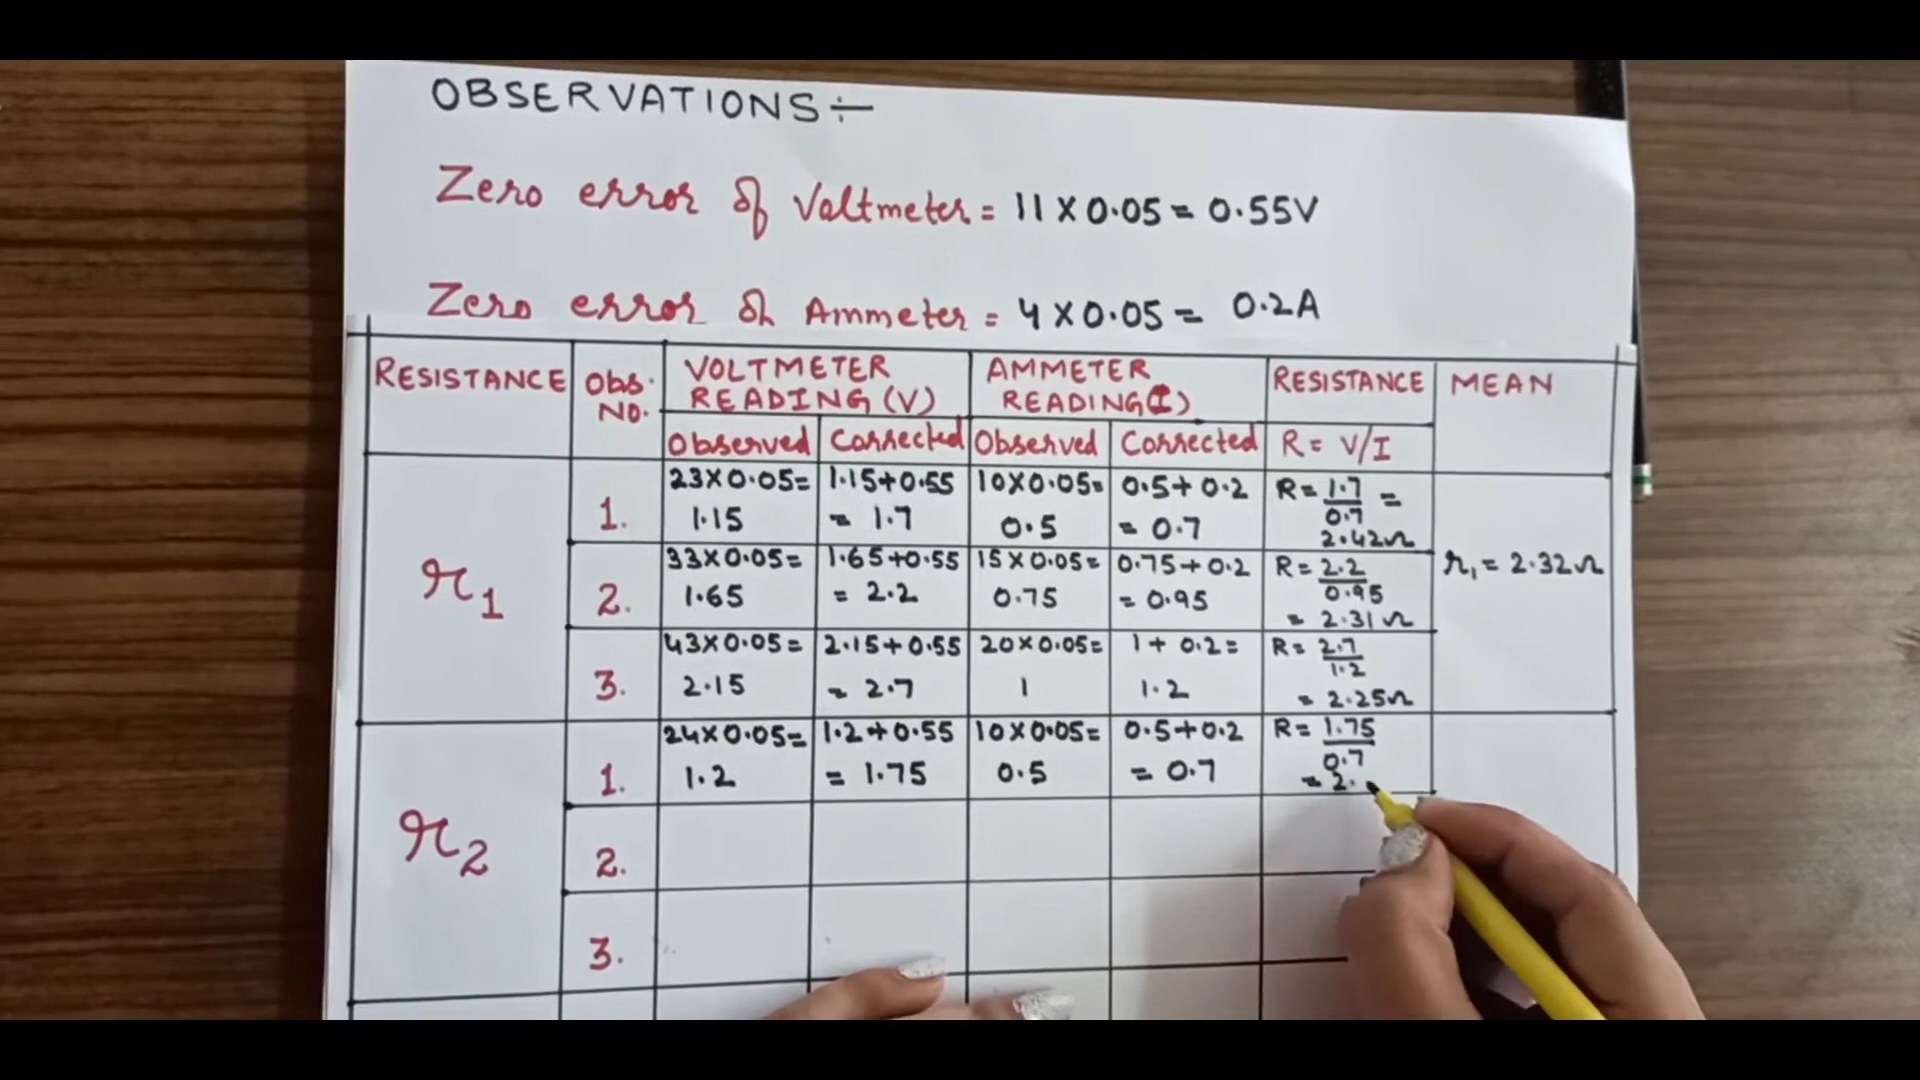 OBSERVATIONS ÷
Zero error of Voltmeter = 11 X 0.05 = 0.55V
Zero error of Ammeter = 4 X 0.05 = 0.2A
RESISTANCE
Obs. NO.
VOLTMETER READING (V)
AMMETER READING (I)
RESISTANCE
MEAN
Observed
Corrected
Observed
Corrected
R = V/I
r1
1.
23X0.05= 1.15
1.15+0.55 = 1.7
10X0.05= 0.5
0.5+0.2 = 0.7
R= 1.7/0.7 = 2.42Ω
2.
33X0.05= 1.65
1.65+0.55 = 2.2
15X0.05= 0.75
0.75+0.2 = 0.95
R= 2.2/0.95 = 2.31Ω
r1 = 2.32Ω
3.
43X0.05= 2.15
2.15+0.55 = 2.7
20X0.05= 1
1+0.2= 1.2
R= 2.7/1.2 = 2.25Ω
r2
1.
24X0.05= 1.2
1.2+0.55 = 1.75
10X0.05= 0.5
0.5+0.2 = 0.7
R= 1.75/0.7 = 2.
2.
3.